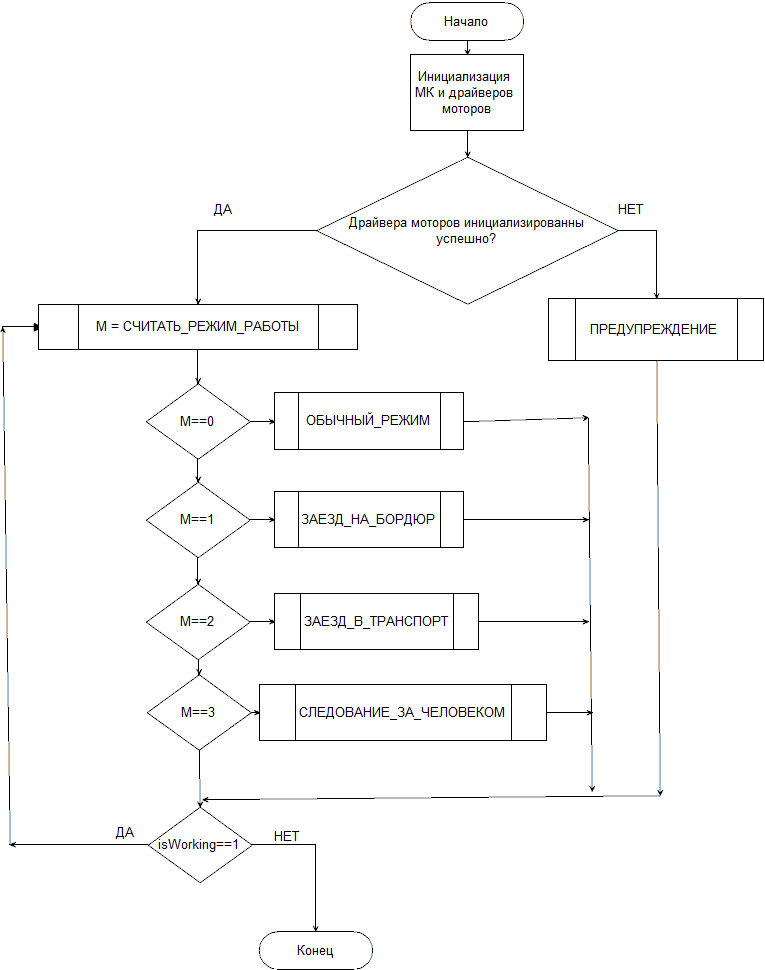 Начало
Инициализация
МК и драйверов
моторов
Драйвера моторов инициализированны
успешно?
ДА
НЕТ
М = СЧИТАТЬ_РЕЖИМ_РАБОТЫ
ПРЕДУПРЕЖДЕНИЕ
М==0
ОБЫЧНЫЙ_РЕЖИМ
М==1
ЗАЕЗД_НА_БОРДЮР
М==2
ЗАЕЗД_В_ТРАНСПОРТ
М==3
СЛЕДОВАНИЕ_ЗА_ЧЕЛОВЕКОМ
ДА
isWorking==1
НЕТ
Конец